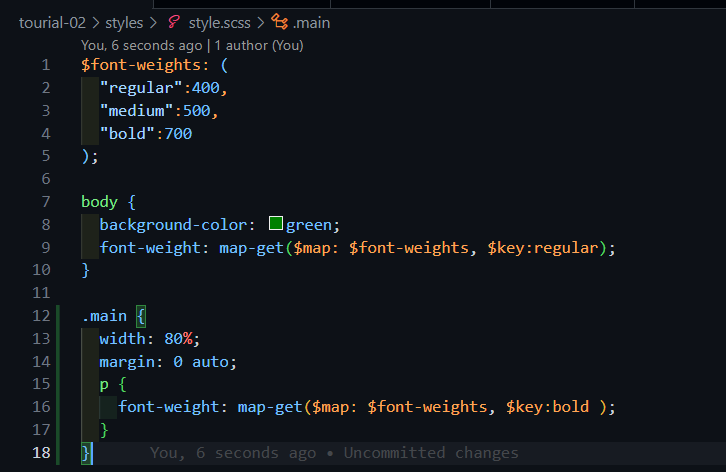 tourial-02 > styles > style.scss > .main
You, 6 seconds ago | 1 author (You)
1 $font-weights: (
2 "regular":400,
3 "medium":500,
4 "bold":700
5 );
6
7 body {
8 background-color: green;
9 font-weight: map-get($map: $font-weights, $key:regular);
10 }
11
12 .main {
13 width: 80%;
14 margin: 0 auto;
15 p {
16 font-weight: map-get($map: $font-weights, $key:bold );
17 }
18 } You, 6 seconds ago • Uncommitted changes